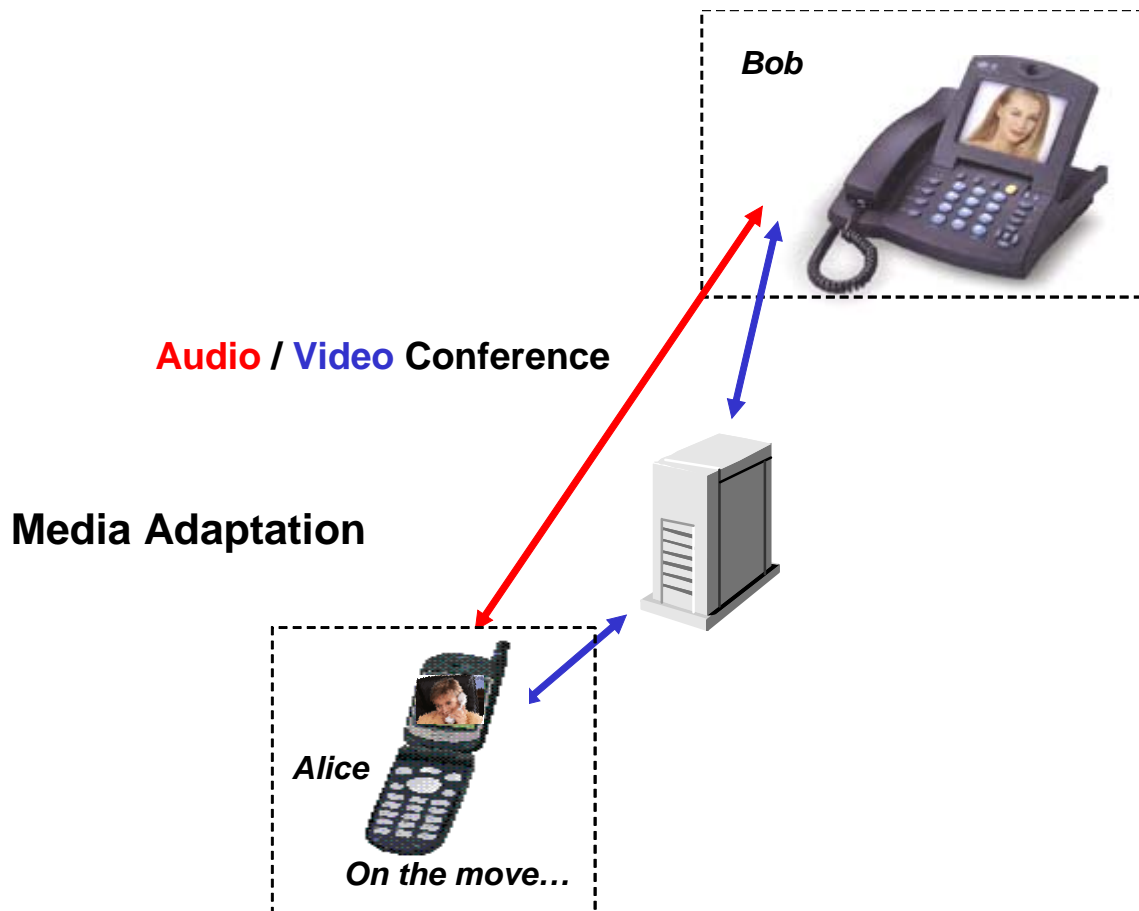 Bob
Audio / Video Conference
Media Adaptation
Alice
On the move…